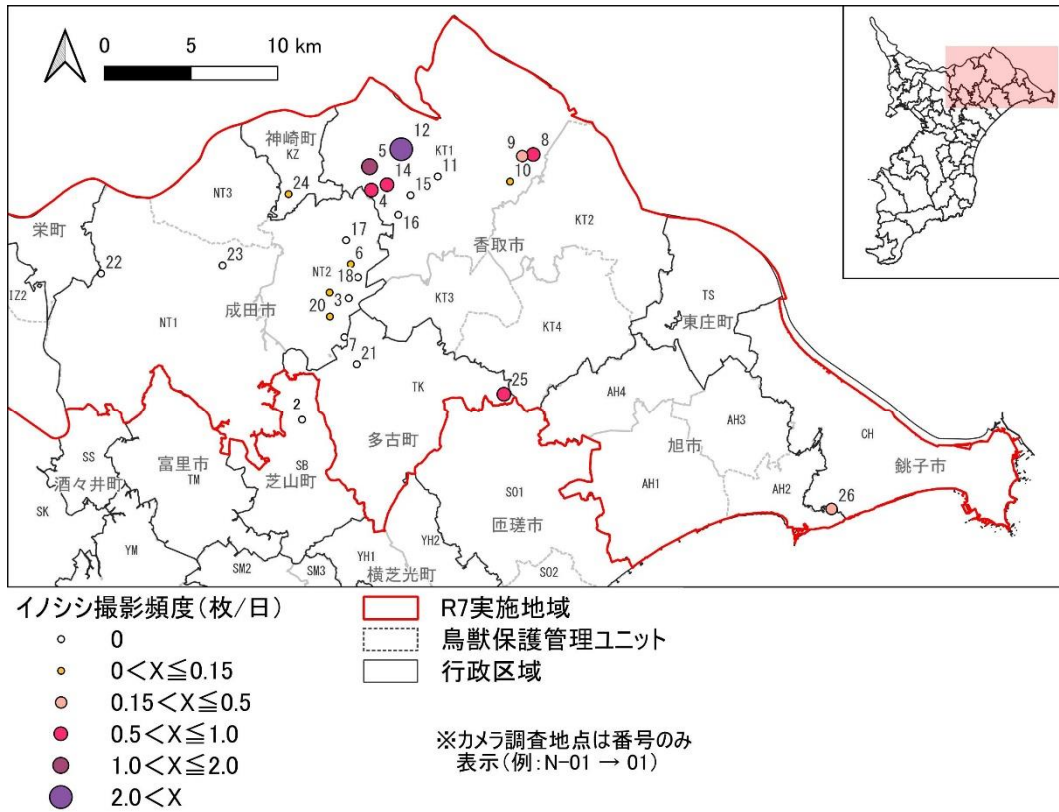 0 5 10 km
神崎町
KZ
12
5
KT1
11
9
8
14
10
NT3
24
4
15
16
KT2
栄町
17
香取市
22
23
6
NT2
18
IZ2
成田市
3
KT3
TS
20
東庄町
NT1
KT4
7
21
TK
25
AH4
2
多古町
AH3
SS
富里市
CH
酒々井町
TM
SB
芝山町
旭市
銚子市
SK
SO1
AH1
AH2
26
匝瑳市
YM
YH1
YH2
SM2
SM3
横芝光町
SO2
イノシシ撮影頻度(枚/日)
0
0<X≦0.15
0.15<X≦0.5
0.5<X≦1.0
1.0<X≦2.0
2.0<X
R7実施地域
鳥獣保護管理ユニット
行政区域
※カメラ調査地点は番号のみ
表示(例:N-01 → 01)